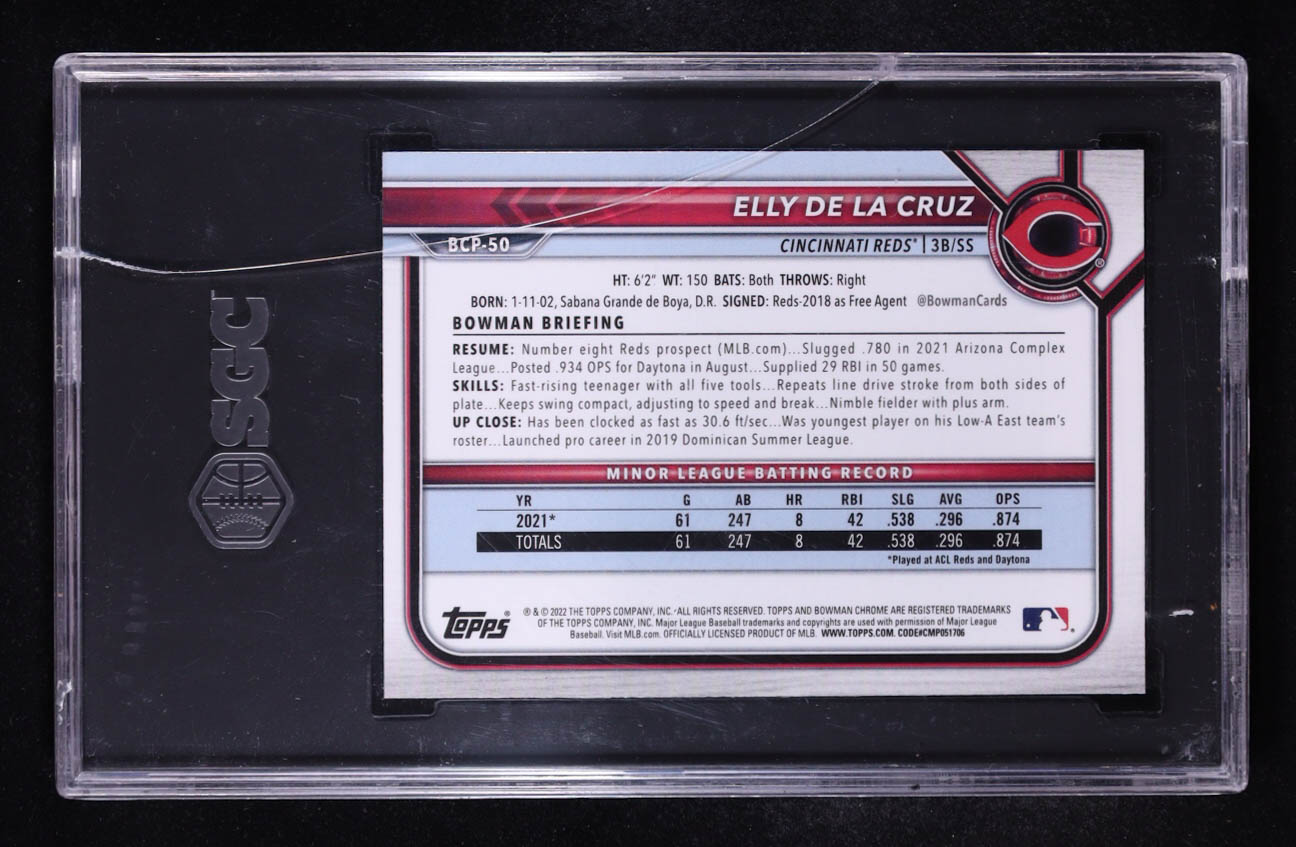 SGC
ELLY DE LA CRUZ
BCP-50
CINCINNATI REDS® | 3B/SS
C
®
HT: 6'2" WT: 150 BATS: Both THROWS: Right
BORN: 1-11-02, Sabana Grande de Boya, D.R. SIGNED: Reds-2018 as Free Agent @BowmanCards
BOWMAN BRIEFING
RESUME: Number eight Reds prospect (MLB.com)...Slugged .780 in 2021 Arizona Complex
League...Posted .934 OPS for Daytona in August...Supplied 29 RBI in 50 games.
SKILLS: Fast-rising teenager with all five tools...Repeats line drive stroke from both sides of
plate...Keeps swing compact, adjusting to speed and break...Nimble fielder with plus arm.
UP CLOSE: Has been clocked as fast as 30.6 ft/sec...Was youngest player on his Low-A East team's
roster...Launched pro career in 2019 Dominican Summer League.
MINOR LEAGUE BATTING RECORD
YR G AB HR RBI SLG AVG OPS
2021* 61 247 8 42 .538 .296 .874
TOTALS 61 247 8 42 .538 .296 .874
*Played at ACL Reds and Daytona
TOPPS®
® & © 2022 THE TOPPS COMPANY, INC. ALL RIGHTS RESERVED. TOPPS AND BOWMAN CHROME ARE REGISTERED TRADEMARKS
OF THE TOPPS COMPANY, INC. Major League Baseball trademarks and copyrights are used with permission of Major League
Baseball. Visit MLB.com. OFFICIALLY LICENSED PRODUCT OF MLB. WWW.TOPPS.COM. CODE#CMP051706